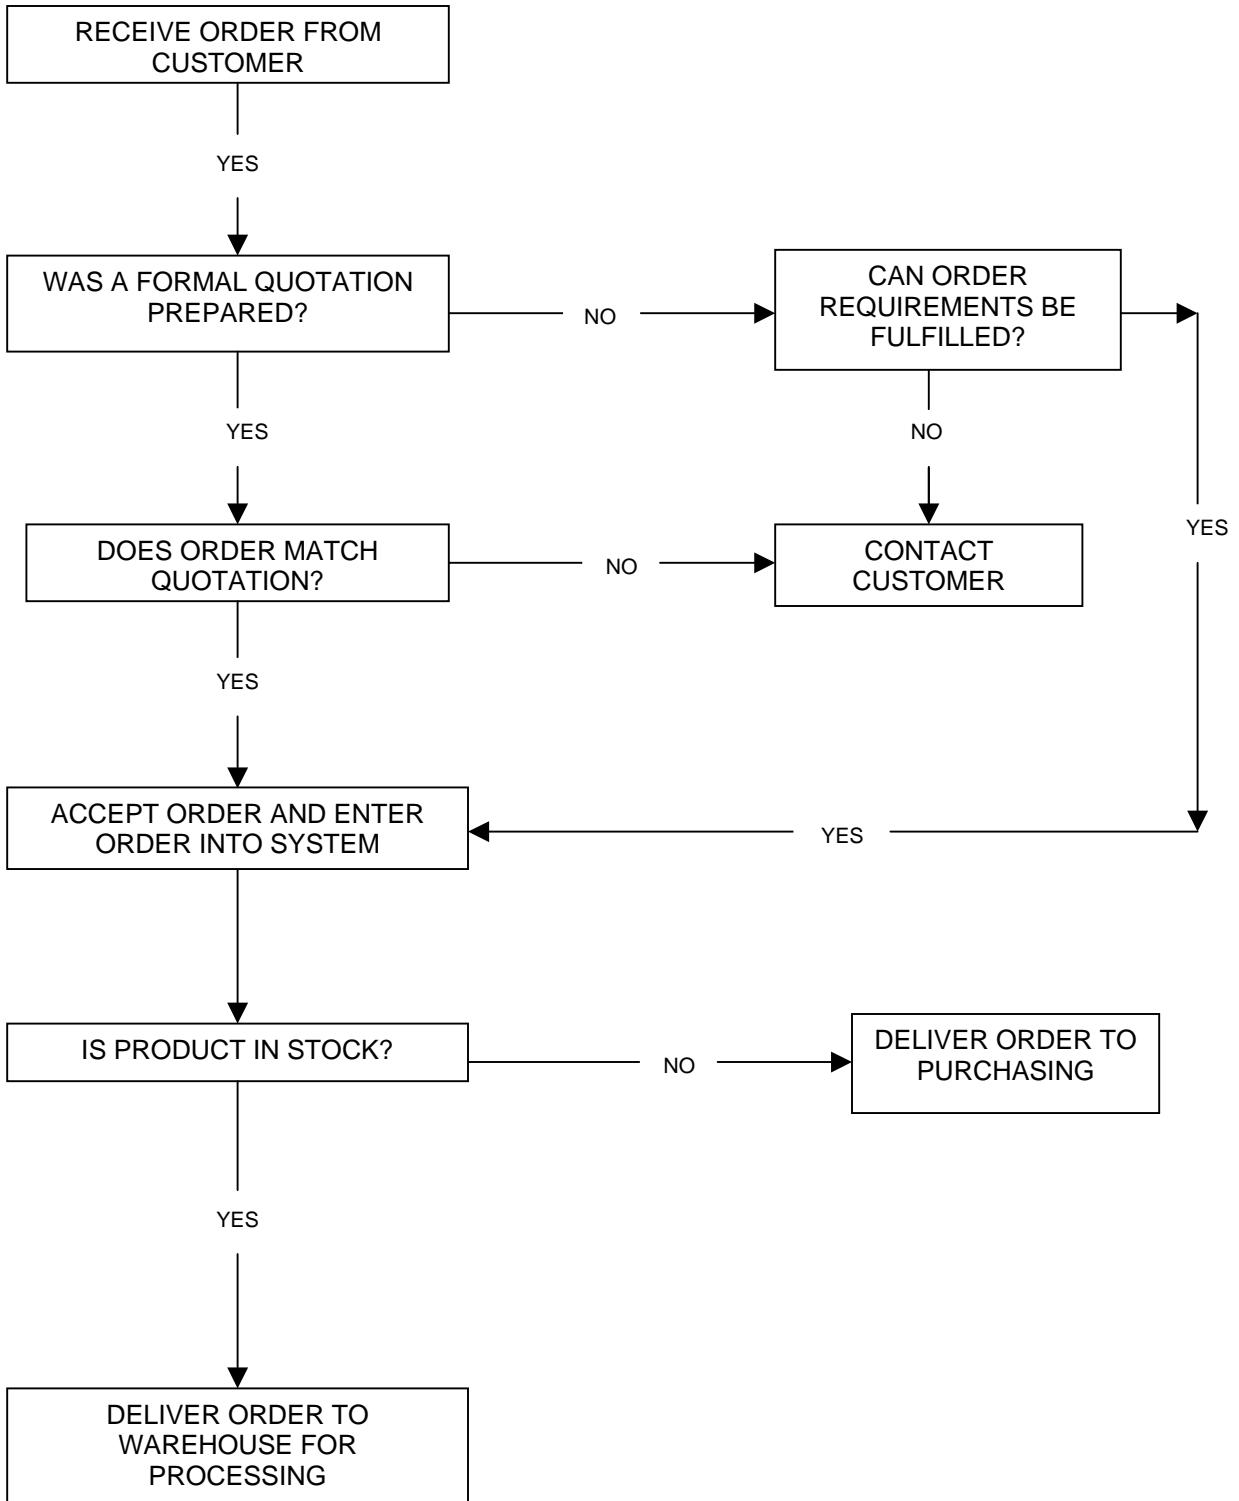 RECEIVE ORDER FROM
CUSTOMER
YES
WAS A FORMAL QUOTATION
PREPARED?
NO
CAN ORDER
REQUIREMENTS BE
FULFILLED?
YES
NO
YES
DOES ORDER MATCH
QUOTATION?
NO
CONTACT
CUSTOMER
YES
ACCEPT ORDER AND ENTER
ORDER INTO SYSTEM
YES
IS PRODUCT IN STOCK?
NO
DELIVER ORDER TO
PURCHASING
YES
DELIVER ORDER TO
WAREHOUSE FOR
PROCESSING